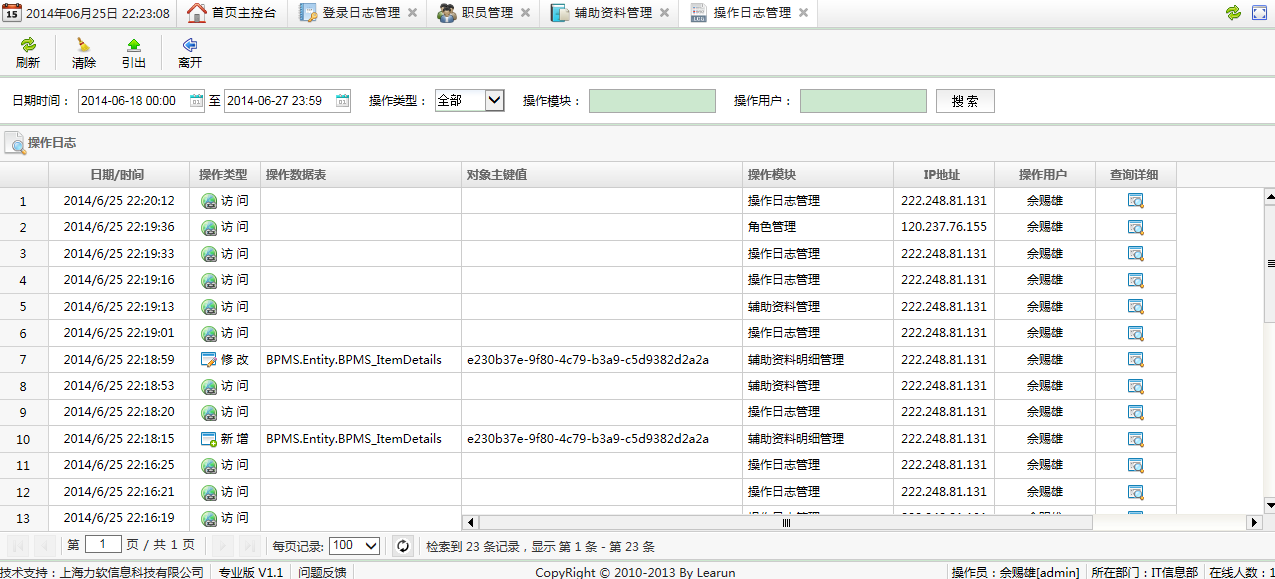 15 2014年06月25日 22:23:08 首页主控台 登录日志管理 职员管理 辅助资料管理 LOG 操作日志管理
刷新 清除 引出 离开
日期时间： 2014-06-18 00:00 至 2014-06-27 23:59 操作类型： 全部 操作模块： 操作用户： 搜 索
操作日志
日期/时间 操作类型 操作数据表 对象主键值 操作模块 IP地址 操作用户 查询详细
1 2014/6/25 22:20:12 访 问 操作日志管理 222.248.81.131 佘赐雄
2 2014/6/25 22:19:36 访 问 角色管理 120.237.76.155 佘赐雄
3 2014/6/25 22:19:33 访 问 操作日志管理 222.248.81.131 佘赐雄
4 2014/6/25 22:19:16 访 问 操作日志管理 222.248.81.131 佘赐雄
5 2014/6/25 22:19:13 访 问 辅助资料管理 222.248.81.131 佘赐雄
6 2014/6/25 22:19:01 访 问 操作日志管理 222.248.81.131 佘赐雄
7 2014/6/25 22:18:59 修 改 BPMS.Entity.BPMS_ItemDetails e230b37e-9f80-4c79-b3a9-c5d9382d2a2a 辅助资料明细管理 222.248.81.131 佘赐雄
8 2014/6/25 22:18:53 访 问 辅助资料管理 222.248.81.131 佘赐雄
9 2014/6/25 22:18:20 访 问 操作日志管理 222.248.81.131 佘赐雄
10 2014/6/25 22:18:15 新 增 BPMS.Entity.BPMS_ItemDetails e230b37e-9f80-4c79-b3a9-c5d9382d2a2a 辅助资料明细管理 222.248.81.131 佘赐雄
11 2014/6/25 22:16:25 访 问 操作日志管理 222.248.81.131 佘赐雄
12 2014/6/25 22:16:21 访 问 操作日志管理 222.248.81.131 佘赐雄
13 2014/6/25 22:16:19 访 问
第 1 页 / 共 1 页 每页记录: 100 检索到 23 条记录，显示 第 1 条 - 第 23 条
技术支持：上海力软信息科技有限公司 专业版 V1.1 问题反馈 CopyRight © 2010-2013 By Learun 操作员：佘赐雄[admin] 所在部门：IT信息部 在线人数：1